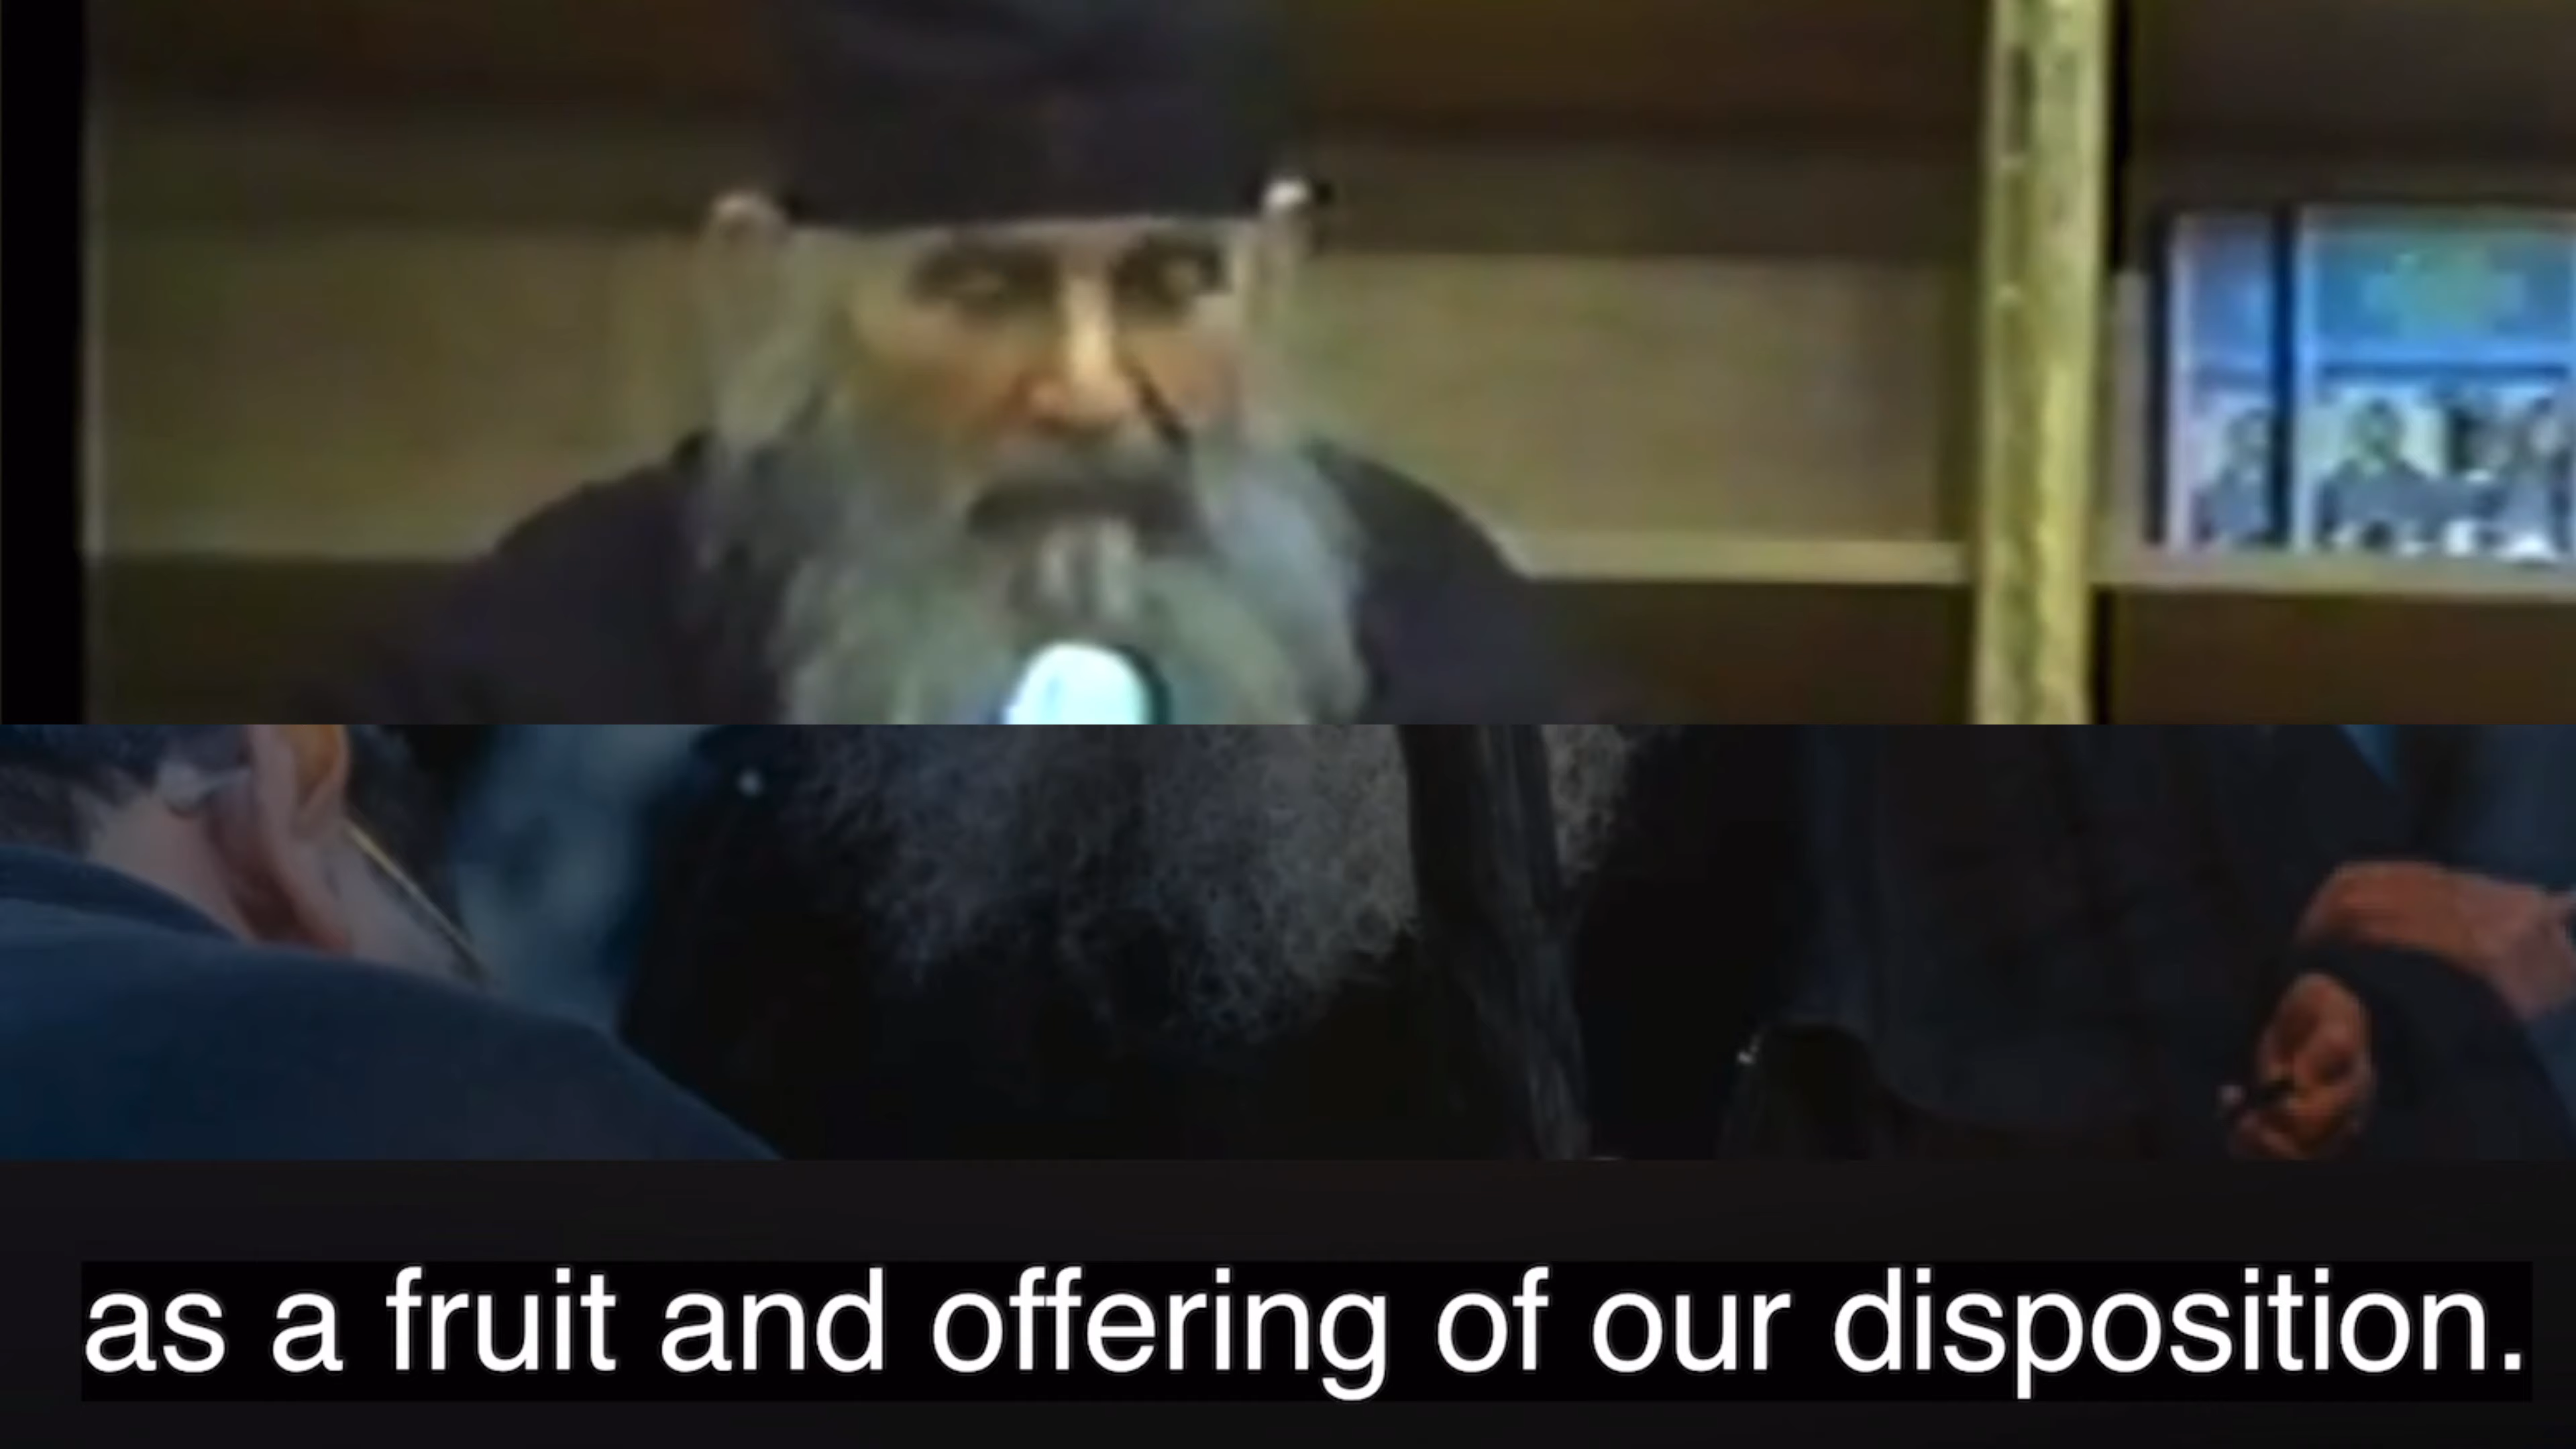 as a fruit and offering of our disposition.